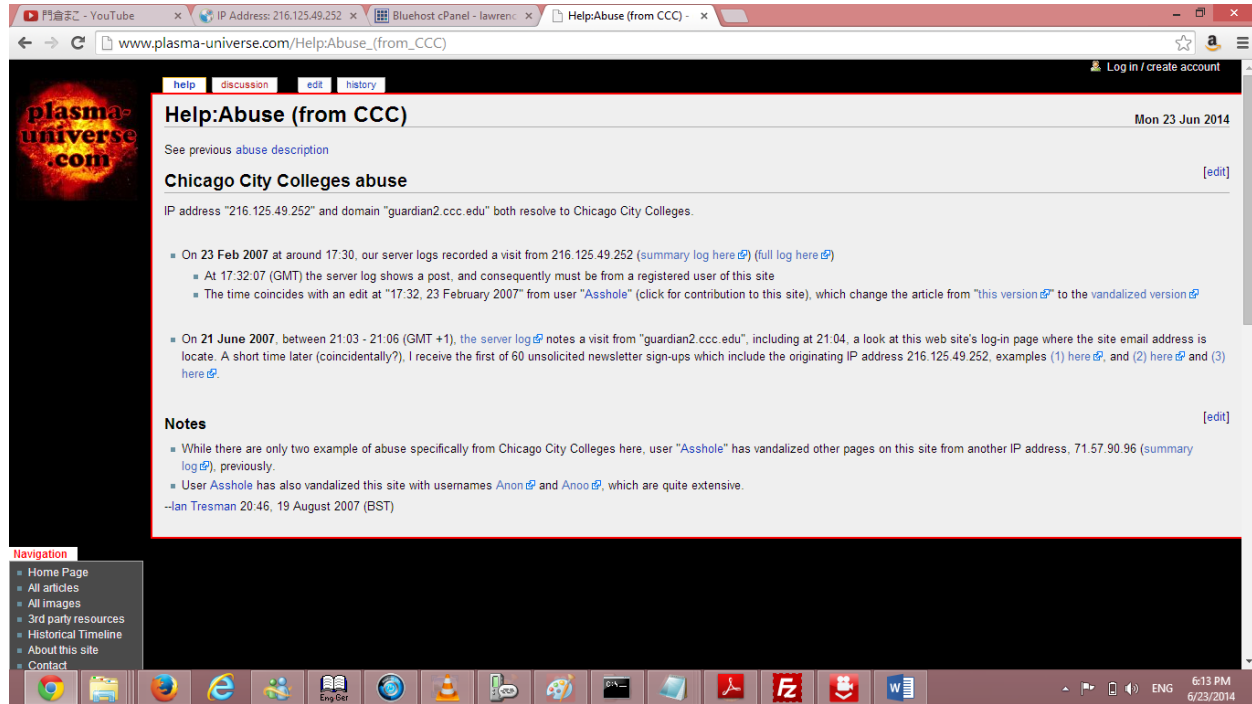 門倉まこ - YouTube
IP Address: 216.125.49.252
Bluehost cPanel - lawrenc
Help:Abuse (from CCC) -
www.plasma-universe.com/Help:Abuse_(from_CCC)
Log in / create account
plasma-
universe
.com
help discussion edit history
Help:Abuse (from CCC)
Mon 23 Jun 2014
See previous abuse description
Chicago City Colleges abuse
[edit]
IP address "216.125.49.252" and domain "guardian2.ccc.edu" both resolve to Chicago City Colleges.
On 23 Feb 2007 at around 17:30, our server logs recorded a visit from 216.125.49.252 (summary log here) (full log here)
At 17:32:07 (GMT) the server log shows a post, and consequently must be from a registered user of this site
The time coincides with an edit at "17:32, 23 February 2007" from user "Asshole" (click for contribution to this site), which change the article from "this version" to the vandalized version
On 21 June 2007, between 21:03 - 21:06 (GMT +1), the server log notes a visit from "guardian2.ccc.edu", including at 21:04, a look at this web site's log-in page where the site email address is
locate. A short time later (coincidentally?), I receive the first of 60 unsolicited newsletter sign-ups which include the originating IP address 216.125.49.252, examples (1) here, and (2) here and (3)
here.
Notes
[edit]
While there are only two example of abuse specifically from Chicago City Colleges here, user "Asshole" has vandalized other pages on this site from another IP address, 71.57.90.96 (summary
log), previously.
User Asshole has also vandalized this site with usernames Anon and Anoo, which are quite extensive.
--Ian Tresman 20:46, 19 August 2007 (BST)
Navigation
Home Page
All articles
All images
3rd party resources
Historical Timeline
About this site
Contact
Eng Ger
ENG
6:13 PM
6/23/2014